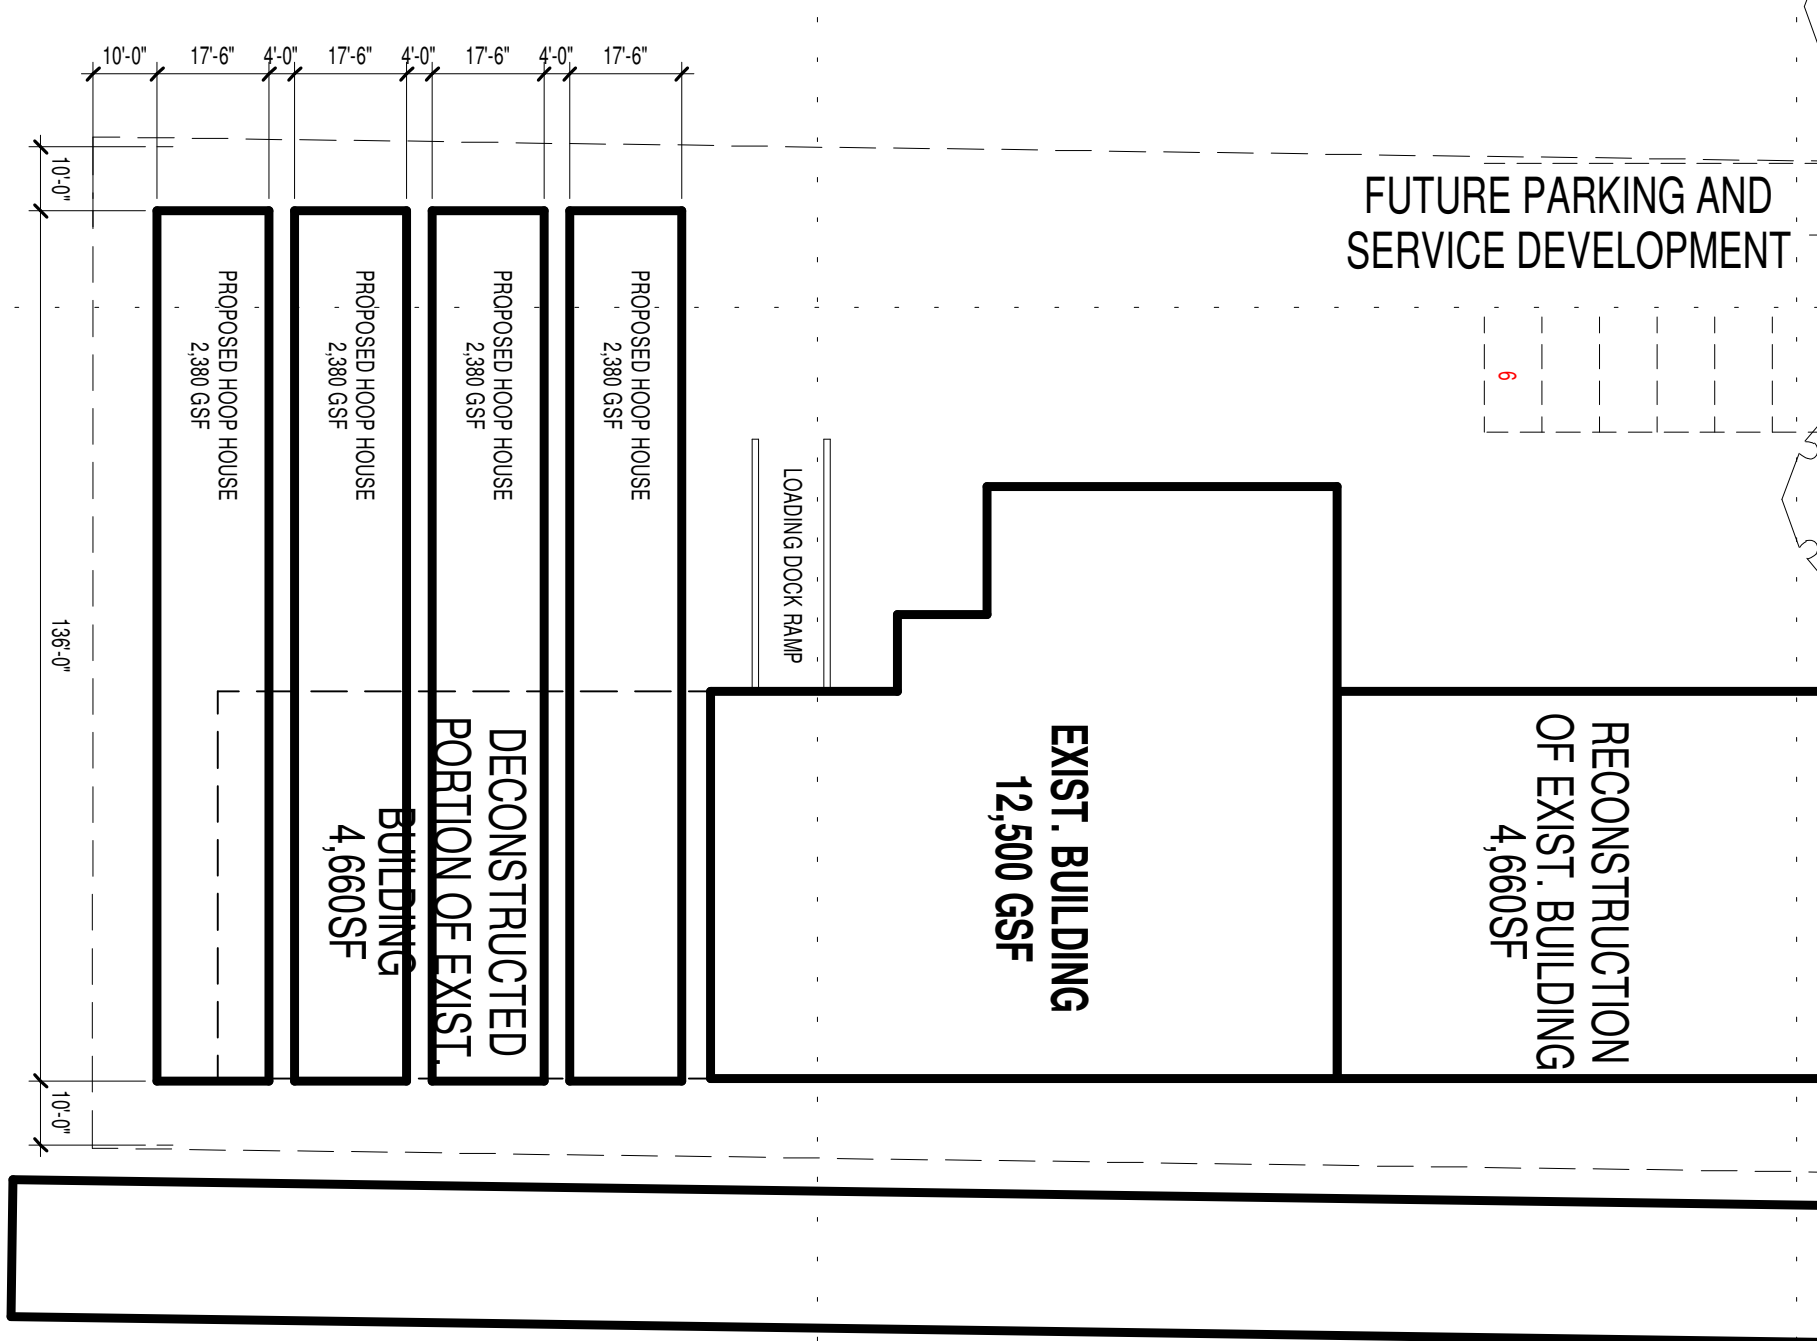 10'-0" 17'-6" 4'-0" 17'-6" 4'-0" 17'-6" 4'-0" 17'-6"
10'-0"
136'-0"
10'-0"
PROPOSED HOOP HOUSE
2,380 GSF
PROPOSED HOOP HOUSE
2,380 GSF
PROPOSED HOOP HOUSE
2,380 GSF
PROPOSED HOOP HOUSE
2,380 GSF
FUTURE PARKING AND
SERVICE DEVELOPMENT
6
LOADING DOCK RAMP
DECONSTRUCTED
PORTION OF EXIST.
BUILDING
4,660SF
EXIST. BUILDING
12,500 GSF
RECONSTRUCTION
OF EXIST. BUILDING
4,660SF